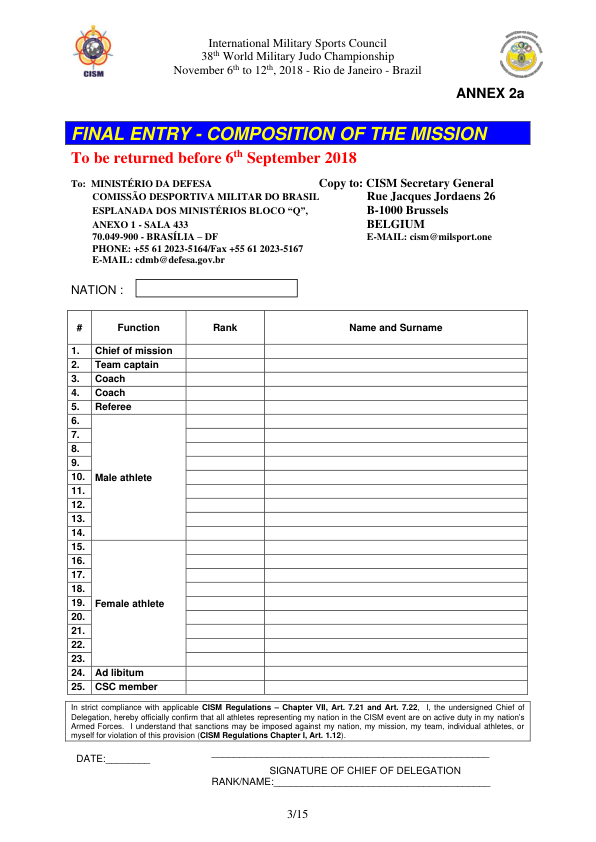 CISM
International Military Sports Council
38th World Military Judo Championship
November 6th to 12th, 2018 - Rio de Janeiro - Brazil
ANNEX 2a
FINAL ENTRY - COMPOSITION OF THE MISSION
To be returned before 6th September 2018
To: MINISTÉRIO DA DEFESA
COMISSÃO DESPORTIVA MILITAR DO BRASIL
ESPLANADA DOS MINISTÉRIOS BLOCO “Q”,
ANEXO 1 - SALA 433
70.049-900 - BRASÍLIA – DF
PHONE: +55 61 2023-5164/Fax +55 61 2023-5167
E-MAIL: cdmb@defesa.gov.br
Copy to: CISM Secretary General
Rue Jacques Jordaens 26
B-1000 Brussels
BELGIUM
E-MAIL: cism@milsport.one
NATION :
# Function Rank Name and Surname
1. Chief of mission
2. Team captain
3. Coach
4. Coach
5. Referee
6.
7.
8.
9.
10. Male athlete
11.
12.
13.
14.
15.
16.
17.
18.
19. Female athlete
20.
21.
22.
23.
24. Ad libitum
25. CSC member
In strict compliance with applicable CISM Regulations – Chapter VII, Art. 7.21 and Art. 7.22, I, the undersigned Chief of
Delegation, hereby officially confirm that all athletes representing my nation in the CISM event are on active duty in my nation’s
Armed Forces. I understand that sanctions may be imposed against my nation, my mission, my team, individual athletes, or
myself for violation of this provision (CISM Regulations Chapter I, Art. 1.12).
DATE:________
SIGNATURE OF CHIEF OF DELEGATION
RANK/NAME:________________________________________
3/15